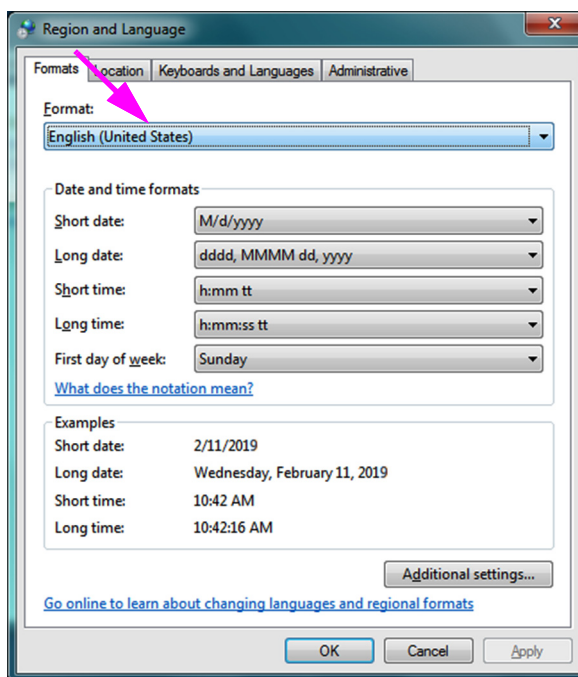 Region and Language
Formats Location Keyboards and Languages Administrative
Format:
English (United States)
Date and time formats
Short date: M/d/yyyy
Long date: dddd, MMMM dd, yyyy
Short time: h:mm tt
Long time: h:mm:ss tt
First day of week: Sunday
What does the notation mean?
Examples
Short date: 2/11/2019
Long date: Wednesday, February 11, 2019
Short time: 10:42 AM
Long time: 10:42:16 AM
Additional settings...
Go online to learn about changing languages and regional formats
OK Cancel Apply